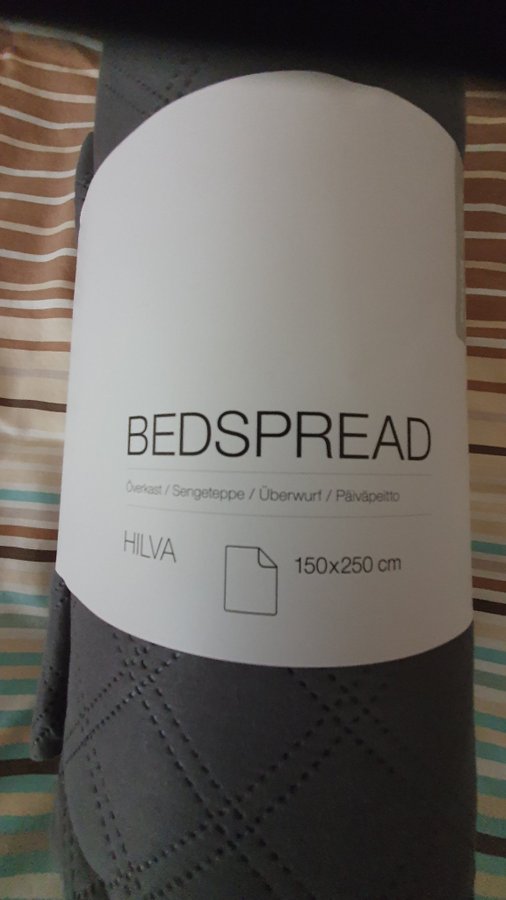 BEDSPREAD
Överkast / Sengeteppe / Überwurf / Päiväpeitto
HILVA
150x250 cm